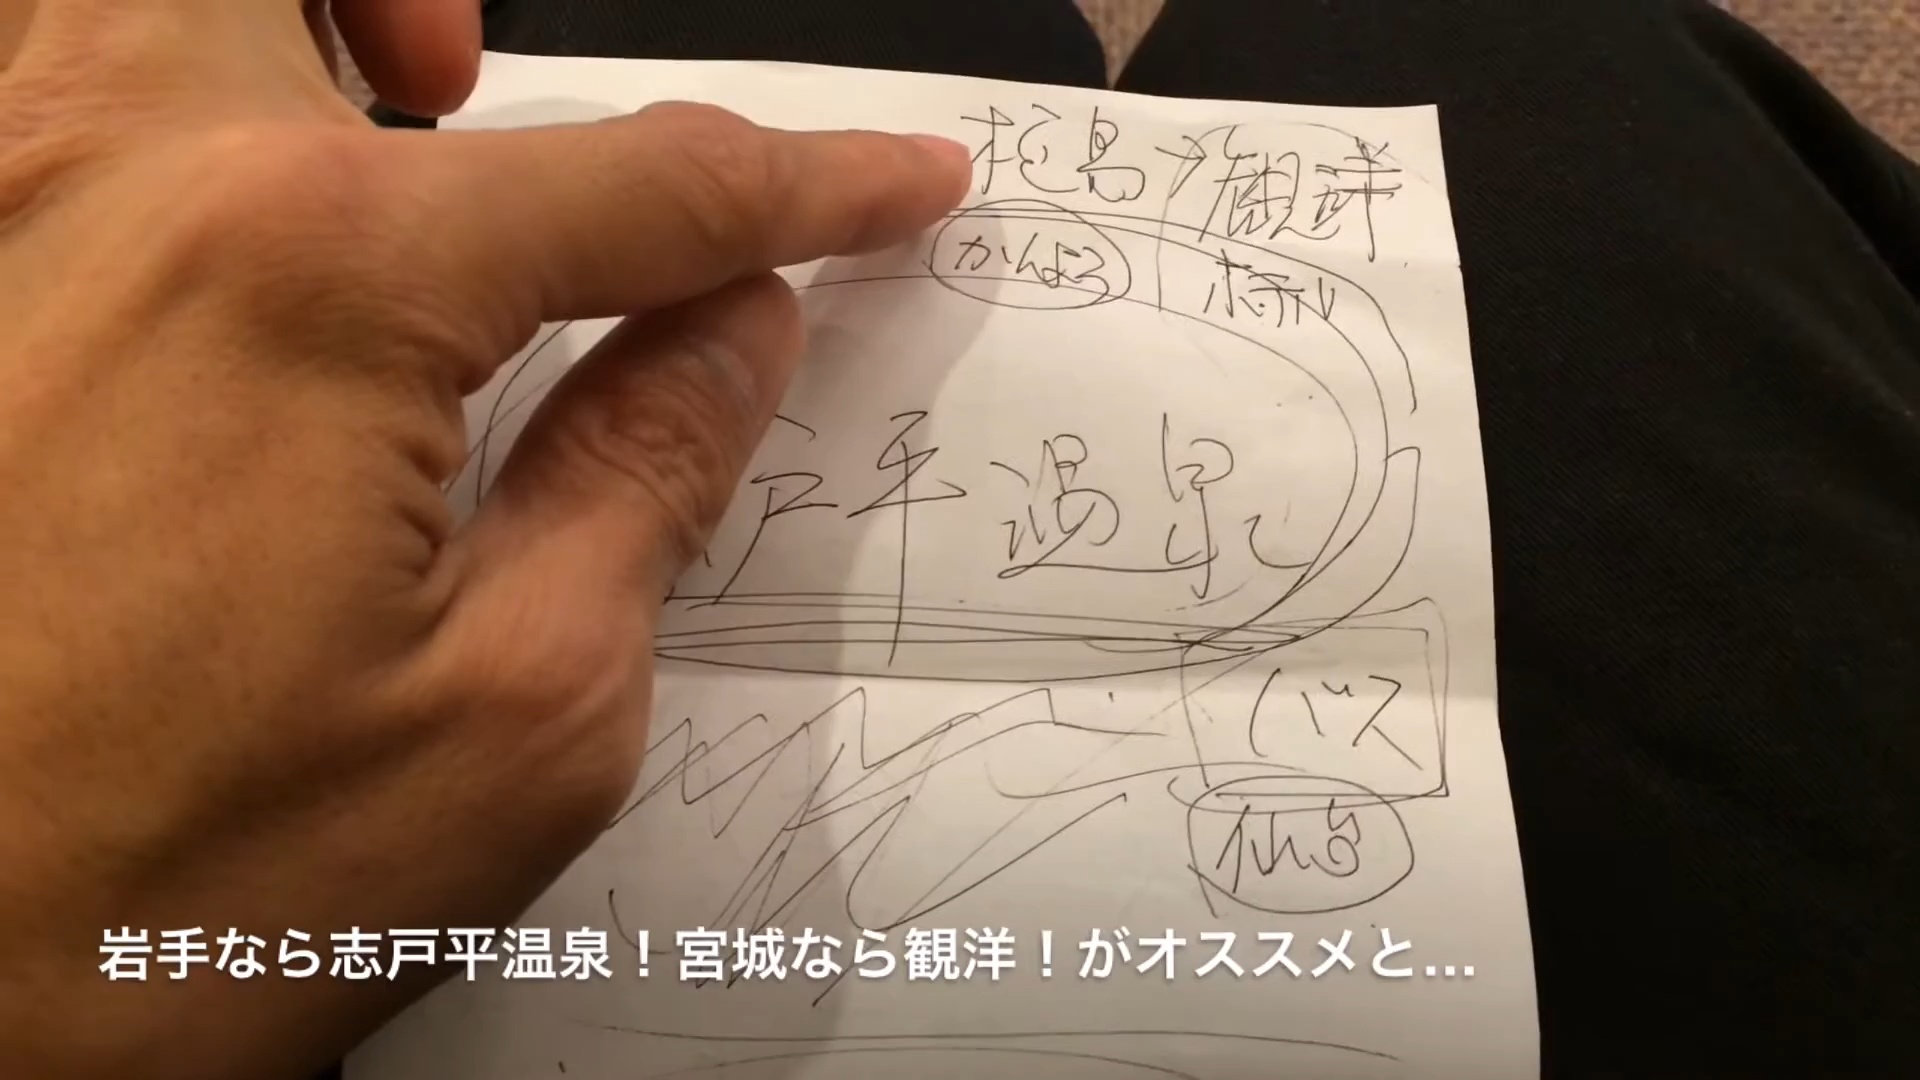 松島→観洋
かんよう
ホテル
戸平温泉
バス
仙台
岩手なら志戸平温泉！宮城なら観洋！がオススメと...